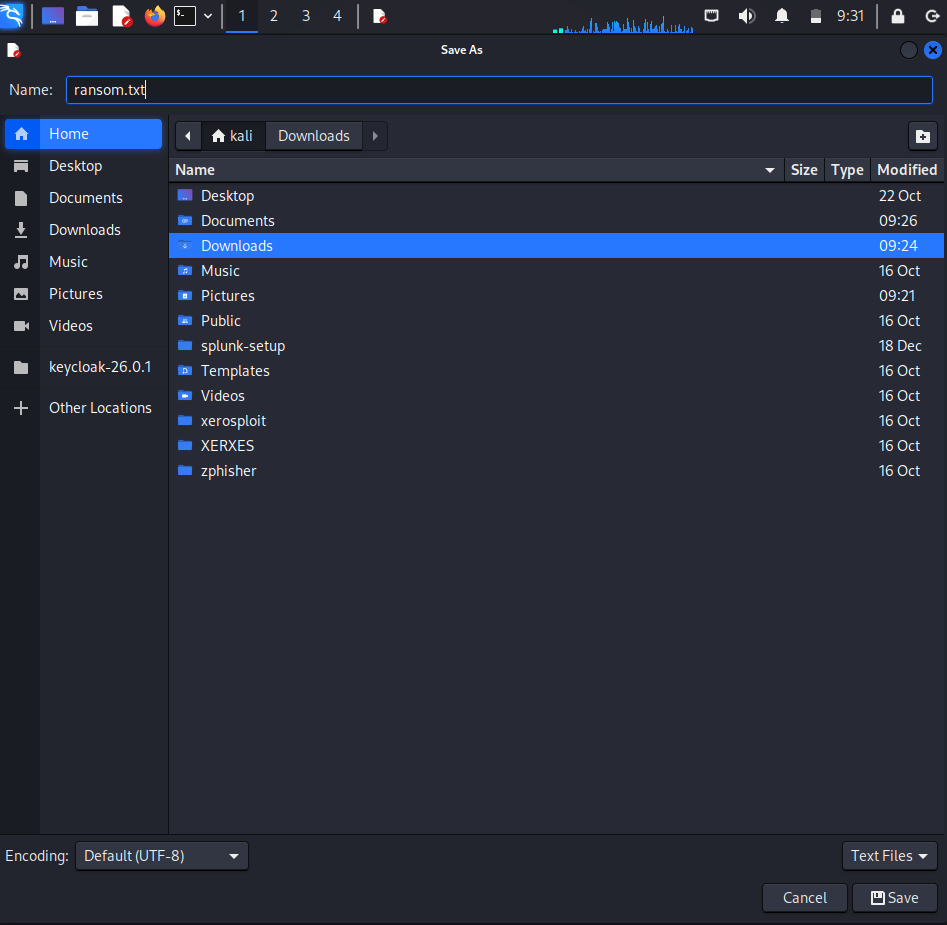 1 2 3 4 9:31
Save As
Name: ransom.txt
Home
Desktop
Documents
Downloads
Music
Pictures
Videos
keycloak-26.0.1
Other Locations
kali Downloads
Name Size Type Modified
Desktop 22 Oct
Documents 09:26
Downloads 09:24
Music 16 Oct
Pictures 09:21
Public 16 Oct
splunk-setup 18 Dec
Templates 16 Oct
Videos 16 Oct
xerosploit 16 Oct
XERXES 16 Oct
zphisher 16 Oct
Encoding: Default (UTF-8) Text Files
Cancel Save